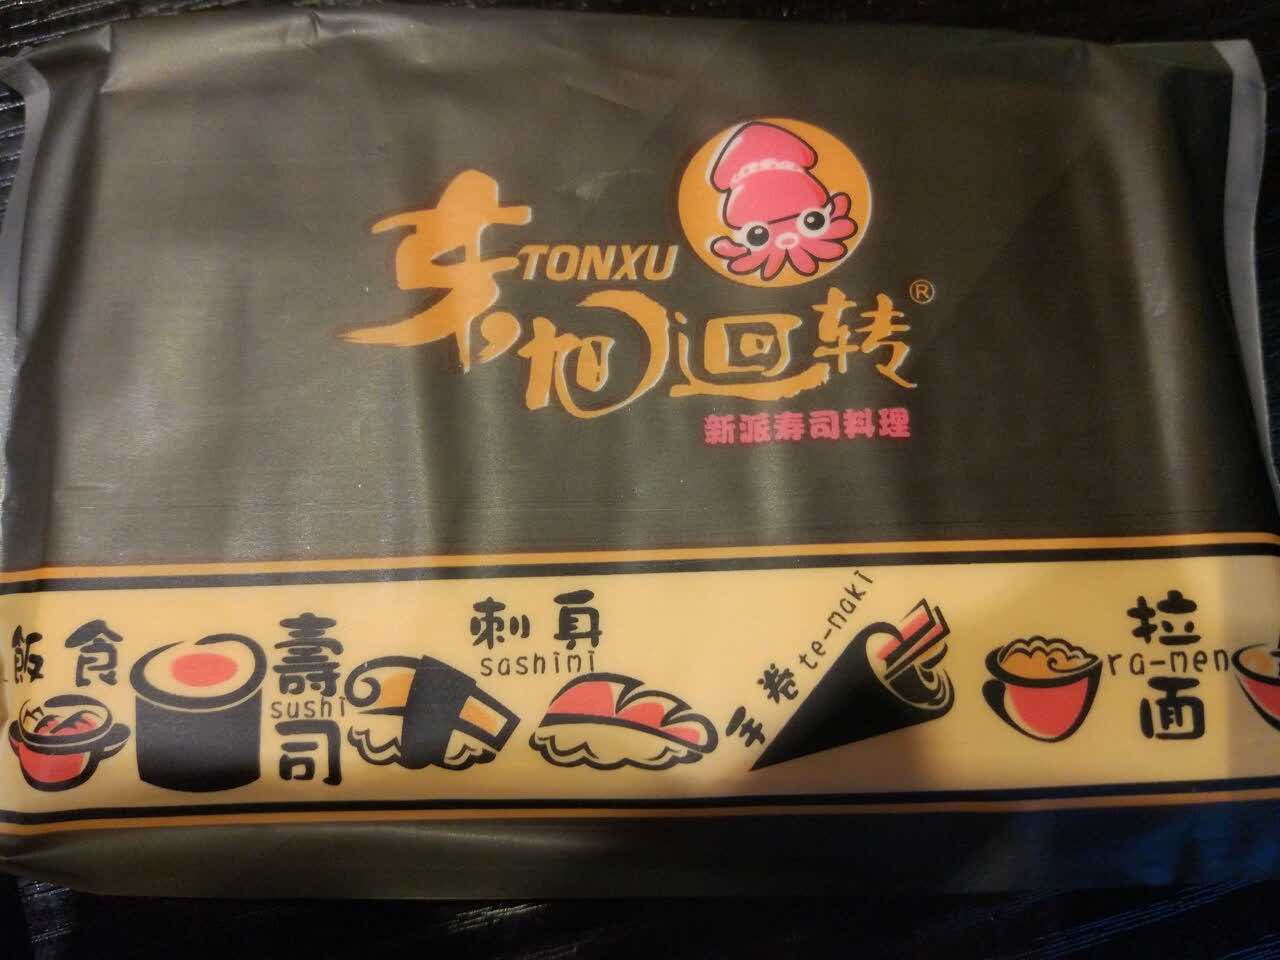 东旭迴转®
TONXU
新派寿司料理
飯食
壽司
sushi
刺身
sashimi
手卷
te-maki
拉面
ra-men